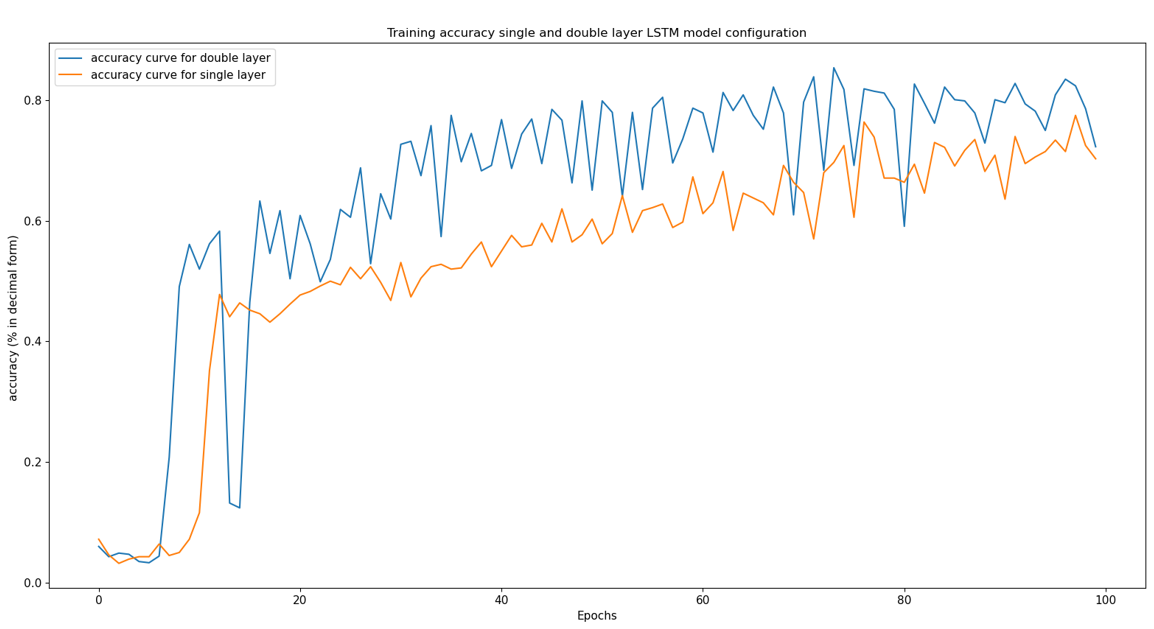 Training accuracy single and double layer LSTM model configuration
accuracy curve for double layer
accuracy curve for single layer
accuracy (% in decimal form)
0.8
0.6
0.4
0.2
0.0
0 20 40 60 80 100
Epochs